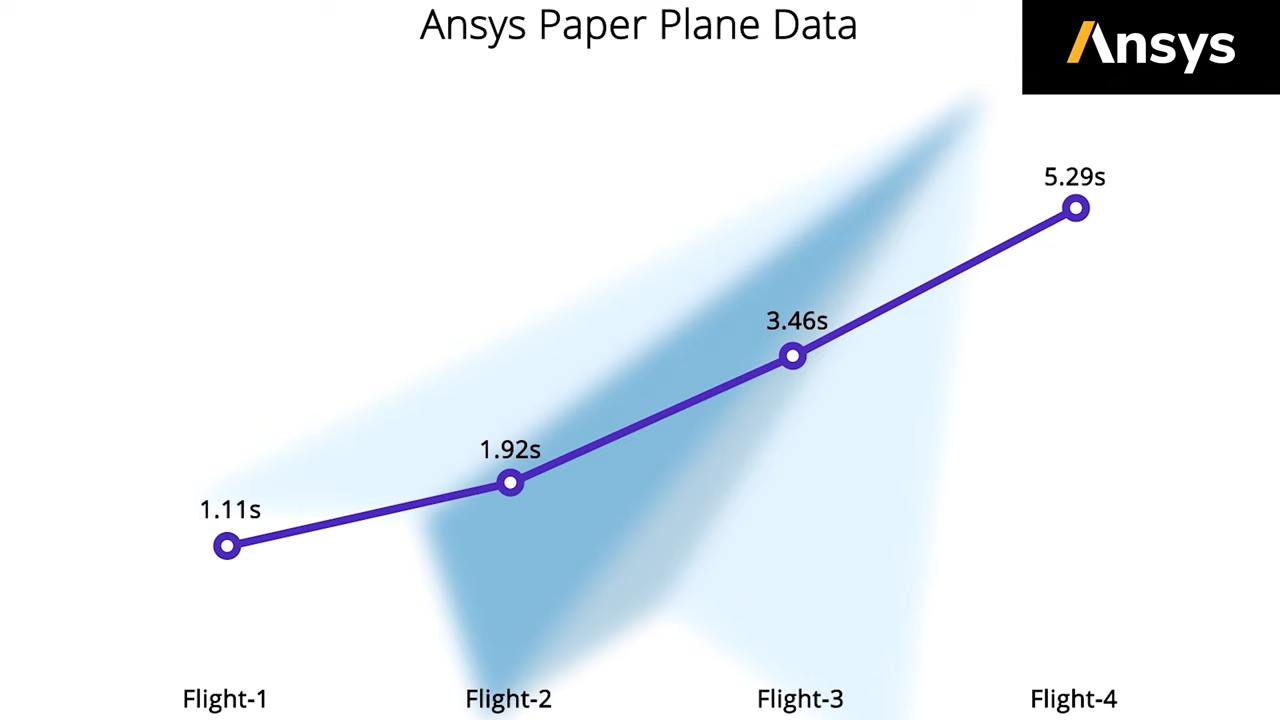 Ansys Paper Plane Data
Ansys
5.29s
3.46s
1.92s
1.11s
Flight-1 Flight-2 Flight-3 Flight-4